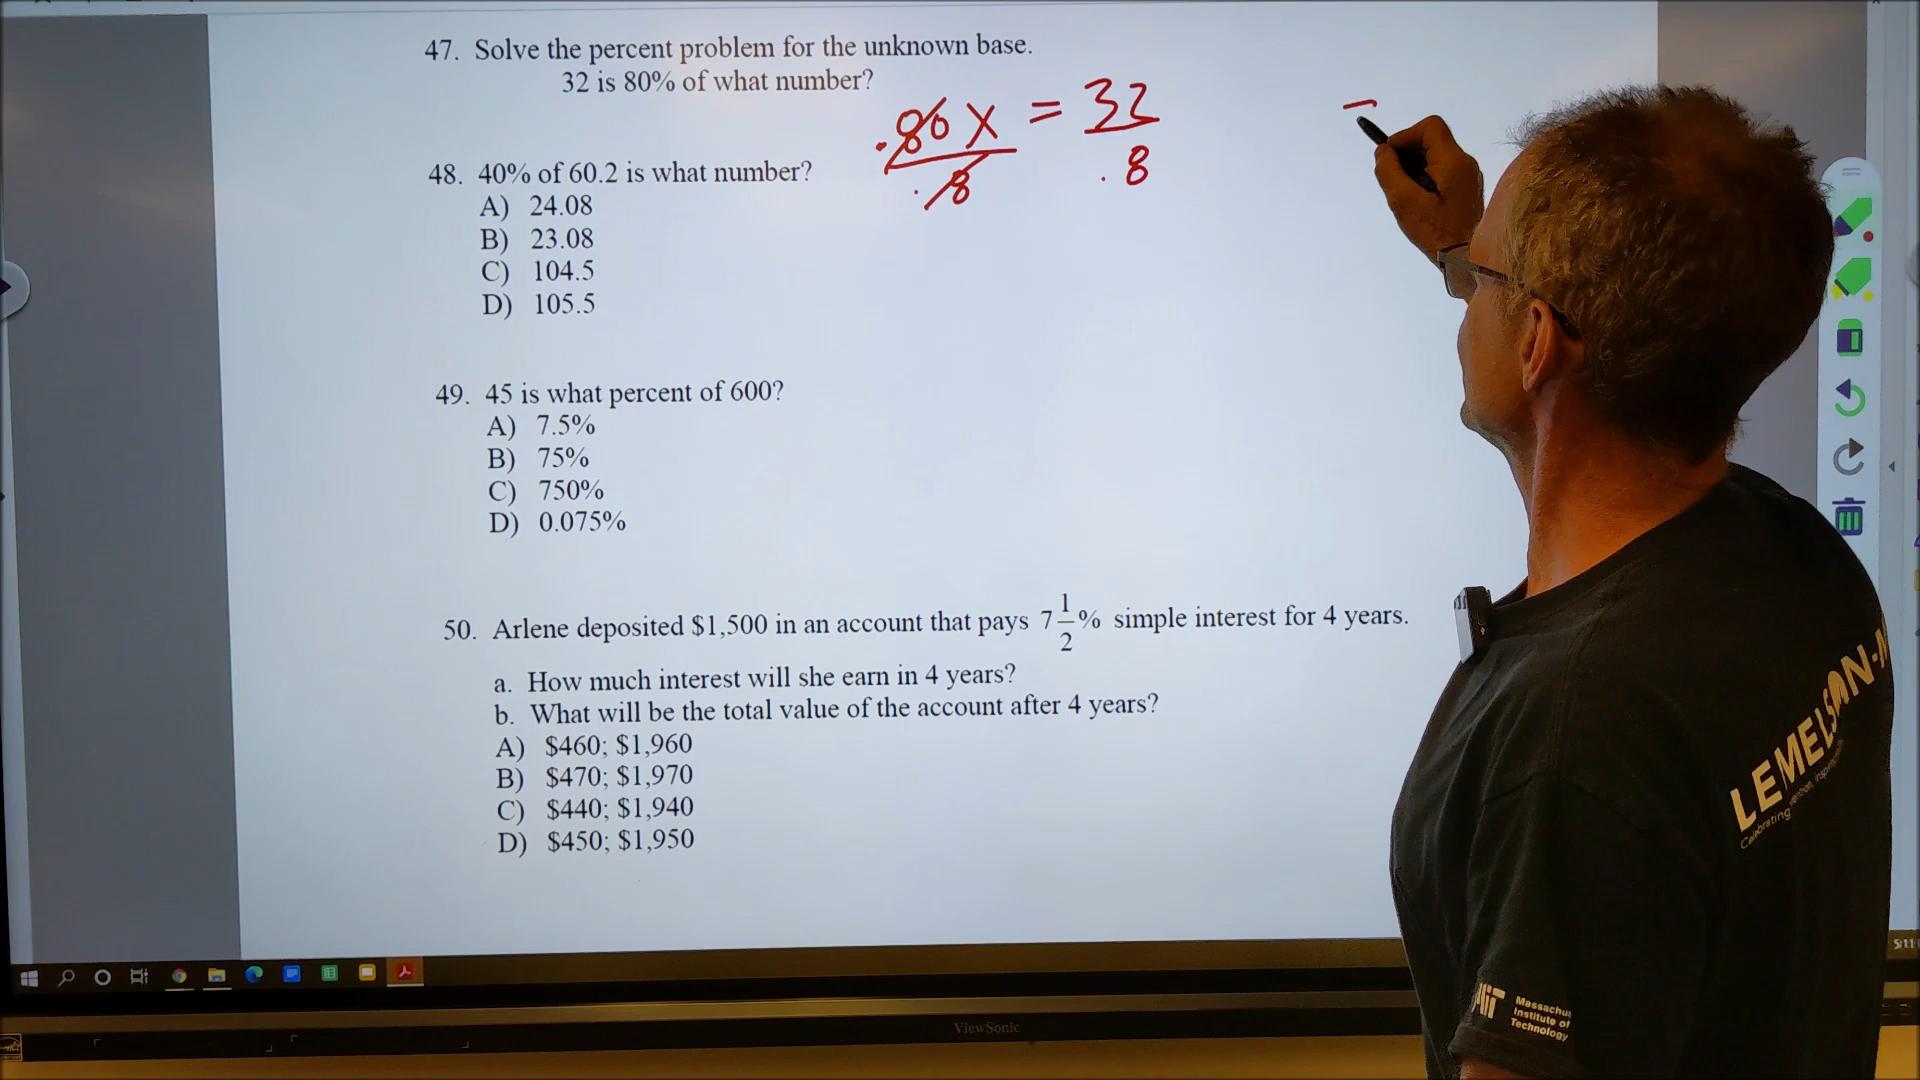 47. Solve the percent problem for the unknown base.
32 is 80% of what number?
.80x = 32
.8 .8
48. 40% of 60.2 is what number?
A) 24.08
B) 23.08
C) 104.5
D) 105.5
49. 45 is what percent of 600?
A) 7.5%
B) 75%
C) 750%
D) 0.075%
50. Arlene deposited $1,500 in an account that pays 7 1/2 % simple interest for 4 years.
a. How much interest will she earn in 4 years?
b. What will be the total value of the account after 4 years?
A) $460; $1,960
B) $470; $1,970
C) $440; $1,940
D) $450; $1,950
LEMELSON-M
Celebrating
5:11
ViewSonic
Massachu
Institute of
Technology